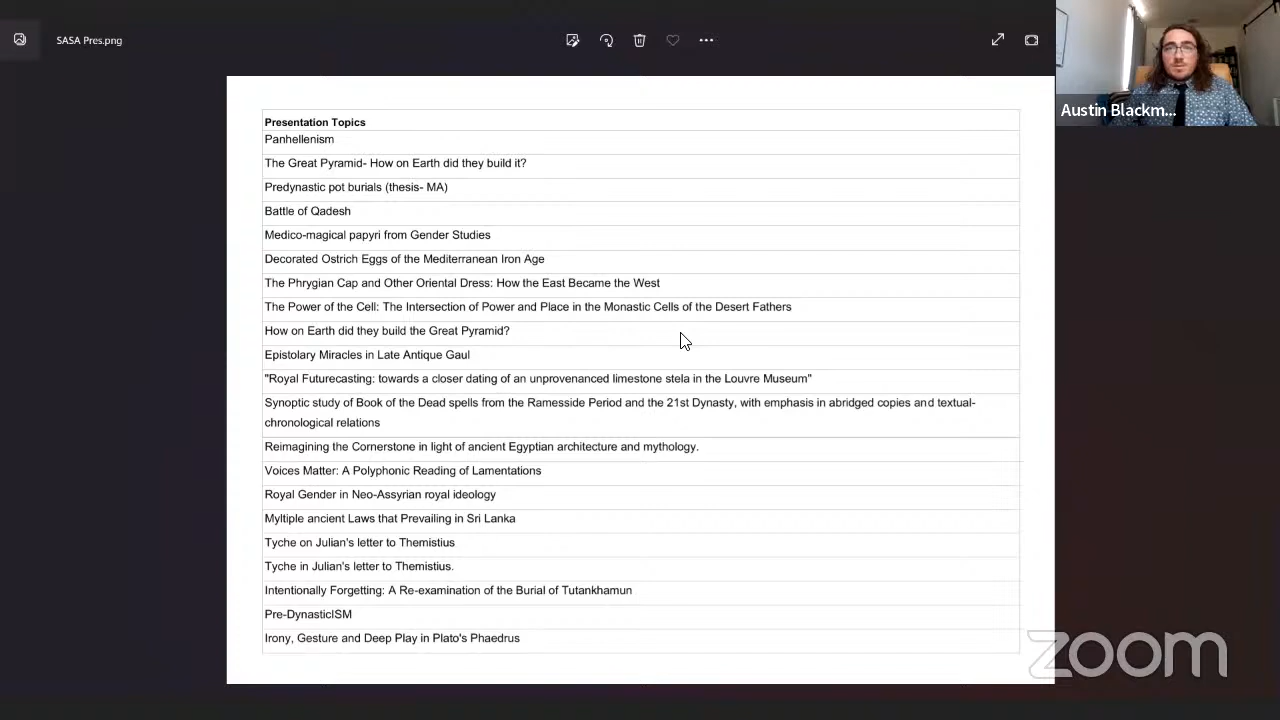 SASA Pres.png
Austin Blackm...
Presentation Topics
Panhellenism
The Great Pyramid- How on Earth did they build it?
Predynastic pot burials (thesis- MA)
Battle of Qadesh
Medico-magical papyri from Gender Studies
Decorated Ostrich Eggs of the Mediterranean Iron Age
The Phrygian Cap and Other Oriental Dress: How the East Became the West
The Power of the Cell: The Intersection of Power and Place in the Monastic Cells of the Desert Fathers
How on Earth did they build the Great Pyramid?
Epistolary Miracles in Late Antique Gaul
"Royal Futurecasting: towards a closer dating of an unprovenanced limestone stela in the Louvre Museum"
Synoptic study of Book of the Dead spells from the Ramesside Period and the 21st Dynasty, with emphasis in abridged copies and textual-
chronological relations
Reimagining the Cornerstone in light of ancient Egyptian architecture and mythology.
Voices Matter: A Polyphonic Reading of Lamentations
Royal Gender in Neo-Assyrian royal ideology
Myltiple ancient Laws that Prevailing in Sri Lanka
Tyche on Julian's letter to Themistius
Tyche in Julian's letter to Themistius.
Intentionally Forgetting: A Re-examination of the Burial of Tutankhamun
Pre-DynasticISM
Irony, Gesture and Deep Play in Plato's Phaedrus
zoom